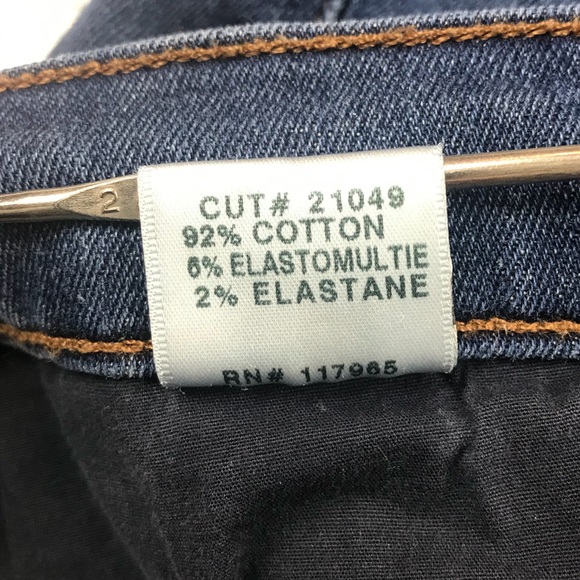 2
CUT# 21049
92% COTTON
6% ELASTOMULTIE
2% ELASTANE
RN# 117965